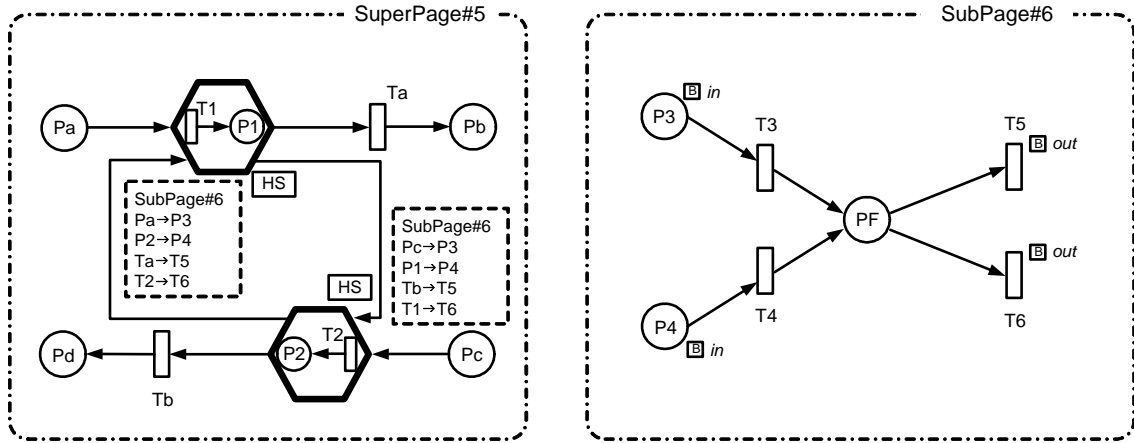 SuperPage#5
Pa
T1
P1
Ta
Pb
HS
SubPage#6
Pa→P3
P2→P4
Ta→T5
T2→T6
SubPage#6
Pc→P3
P1→P4
Tb→T5
T1→T6
HS
Pd
Tb
P2
T2
Pc
SubPage#6
P3
B in
T3
T5
B out
PF
P4
B in
T4
B out
T6